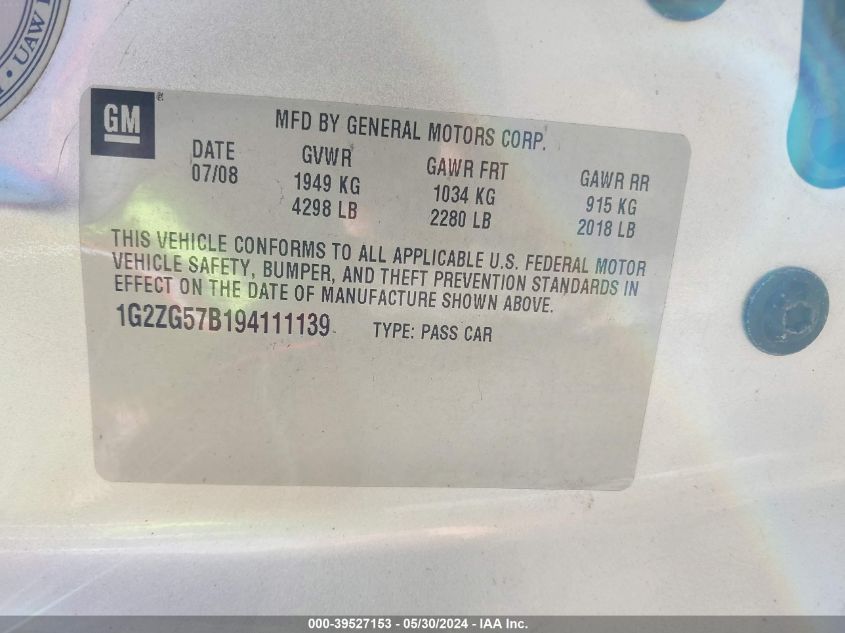 UAW
GM
®
MFD BY GENERAL MOTORS CORP.
DATE GVWR GAWR FRT GAWR RR
07/08 1949 KG 1034 KG 915 KG
4298 LB 2280 LB 2018 LB
THIS VEHICLE CONFORMS TO ALL APPLICABLE U.S. FEDERAL MOTOR
VEHICLE SAFETY, BUMPER, AND THEFT PREVENTION STANDARDS IN
EFFECT ON THE DATE OF MANUFACTURE SHOWN ABOVE.
1G2ZG57B194111139 TYPE: PASS CAR
000-39527153 - 05/30/2024 - IAA Inc.